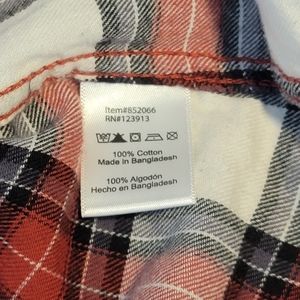 Item#852066
RN#123913
100% Cotton
Made in Bangladesh
100% Algodón
Hecho en Bangladesh